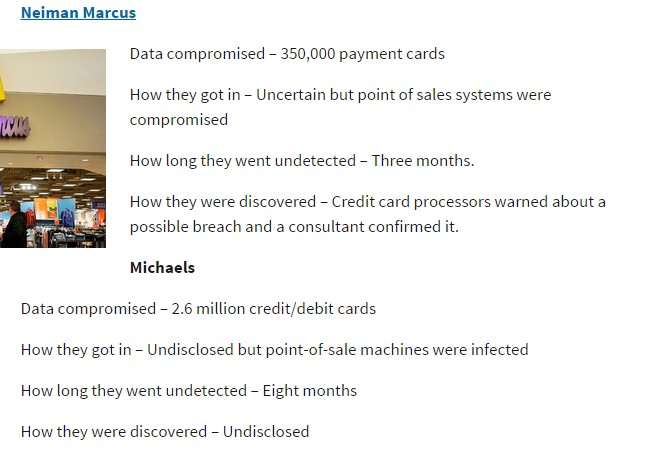 Neiman Marcus
Data compromised – 350,000 payment cards
How they got in – Uncertain but point of sales systems were
compromised
How long they went undetected – Three months.
How they were discovered – Credit card processors warned about a
possible breach and a consultant confirmed it.
Michaels
Data compromised – 2.6 million credit/debit cards
How they got in – Undisclosed but point-of-sale machines were infected
How long they went undetected – Eight months
How they were discovered – Undisclosed